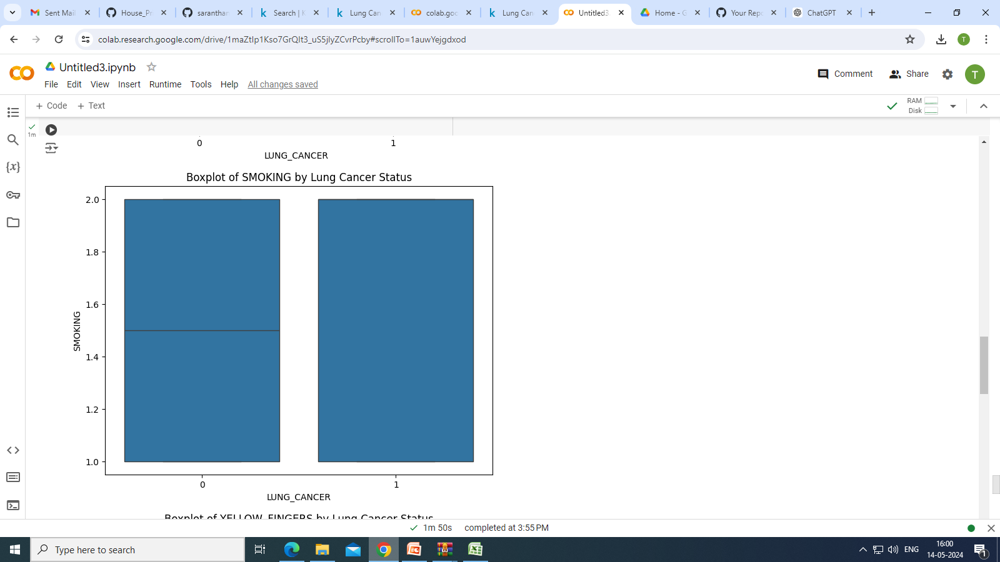 Sent Mail
House_Pr
saranthar
Search | K
Lung Can
colab.goo
Lung Can
Untitled3
Home - G
Your Repo
ChatGPT
colab.research.google.com/drive/1maZtIp1Kso7GrQIt3_uS5jlyZCvrPcby#scrollTo=1auwYejgdxod
T
Untitled3.ipynb
File Edit View Insert Runtime Tools Help All changes saved
Comment Share T
+ Code + Text
RAM
Disk
1m
0 1
LUNG_CANCER
Boxplot of SMOKING by Lung Cancer Status
2.0
1.8
1.6
1.4
1.2
1.0
SMOKING
0 1
LUNG_CANCER
Boxplot of YELLOW_FINGERS by Lung Cancer Status
{x}
1m 50s completed at 3:55 PM
Type here to search
ENG
16:00
14-05-2024
1